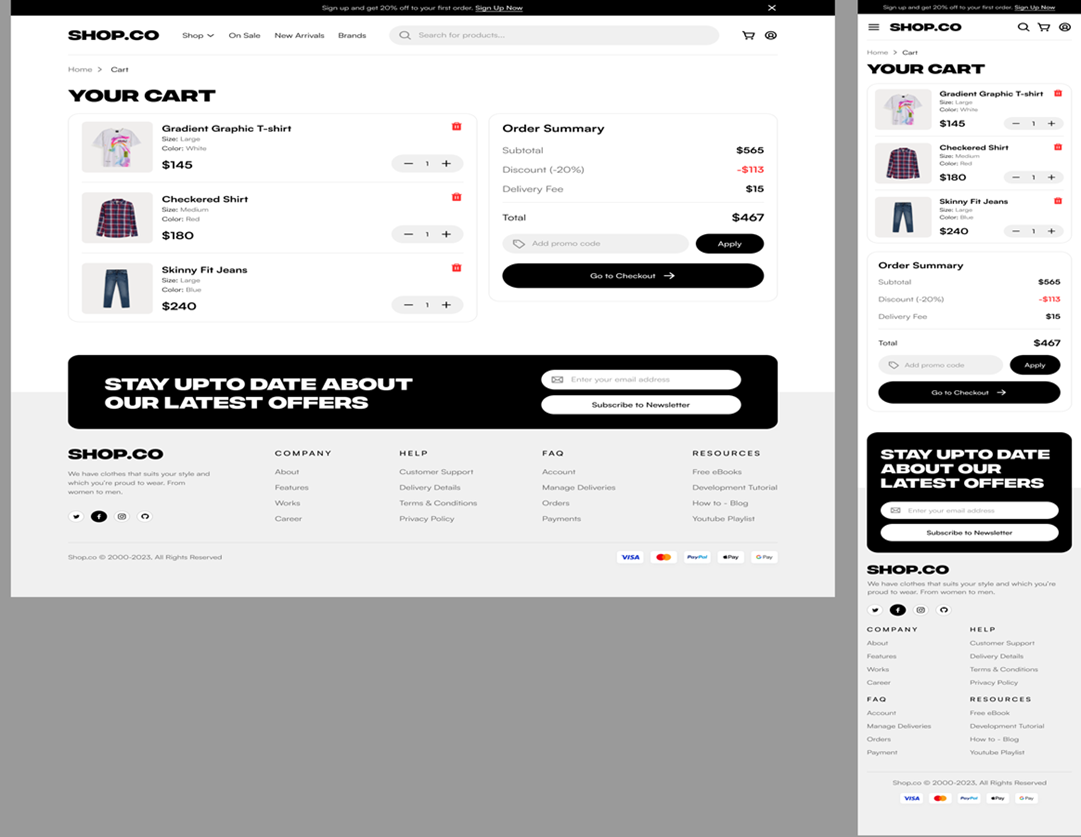 Sign up and get 20% off to your first order. Sign Up Now
SHOP.CO
Shop
On Sale
New Arrivals
Brands
Search for products...
Home > Cart
YOUR CART
Gradient Graphic T-shirt
Size: Large
Color: White
$145
1
Checkered Shirt
Size: Medium
Color: Red
$180
1
Skinny Fit Jeans
Size: Large
Color: Blue
$240
1
Order Summary
Subtotal $565
Discount (-20%) -$113
Delivery Fee $15
Total $467
Add promo code
Apply
Go to Checkout
STAY UPTO DATE ABOUT
OUR LATEST OFFERS
Enter your email address
Subscribe to Newsletter
SHOP.CO
We have clothes that suits your style and
which you're proud to wear. From
women to men.
COMPANY
About
Features
Works
Career
HELP
Customer Support
Delivery Details
Terms & Conditions
Privacy Policy
FAQ
Account
Manage Deliveries
Orders
Payments
RESOURCES
Free eBooks
Development Tutorial
How to - Blog
Youtube Playlist
Shop.co © 2000-2023, All Rights Reserved
VISA
PayPal
Pay
G Pay
Sign up and get 20% off to your first order. Sign Up Now
SHOP.CO
Home > Cart
YOUR CART
Gradient Graphic T-shirt
Size: Large
Color: White
$145
1
Checkered Shirt
Size: Medium
Color: Red
$180
1
Skinny Fit Jeans
Size: Large
Color: Blue
$240
1
Order Summary
Subtotal $565
Discount (-20%) -$113
Delivery Fee $15
Total $467
Add promo code
Apply
Go to Checkout
STAY UPTO DATE
ABOUT OUR
LATEST OFFERS
Enter your email address
Subscribe to Newsletter
SHOP.CO
We have clothes that suits your style and which you're
proud to wear. From women to men.
COMPANY
About
Features
Works
Career
HELP
Customer Support
Delivery Details
Terms & Conditions
Privacy Policy
FAQ
Account
Manage Deliveries
Orders
Payment
RESOURCES
Free eBook
Development Tutorial
How to - Blog
Youtube Playlist
Shop.co © 2000-2023, All Rights Reserved
VISA
PayPal
Pay
G Pay